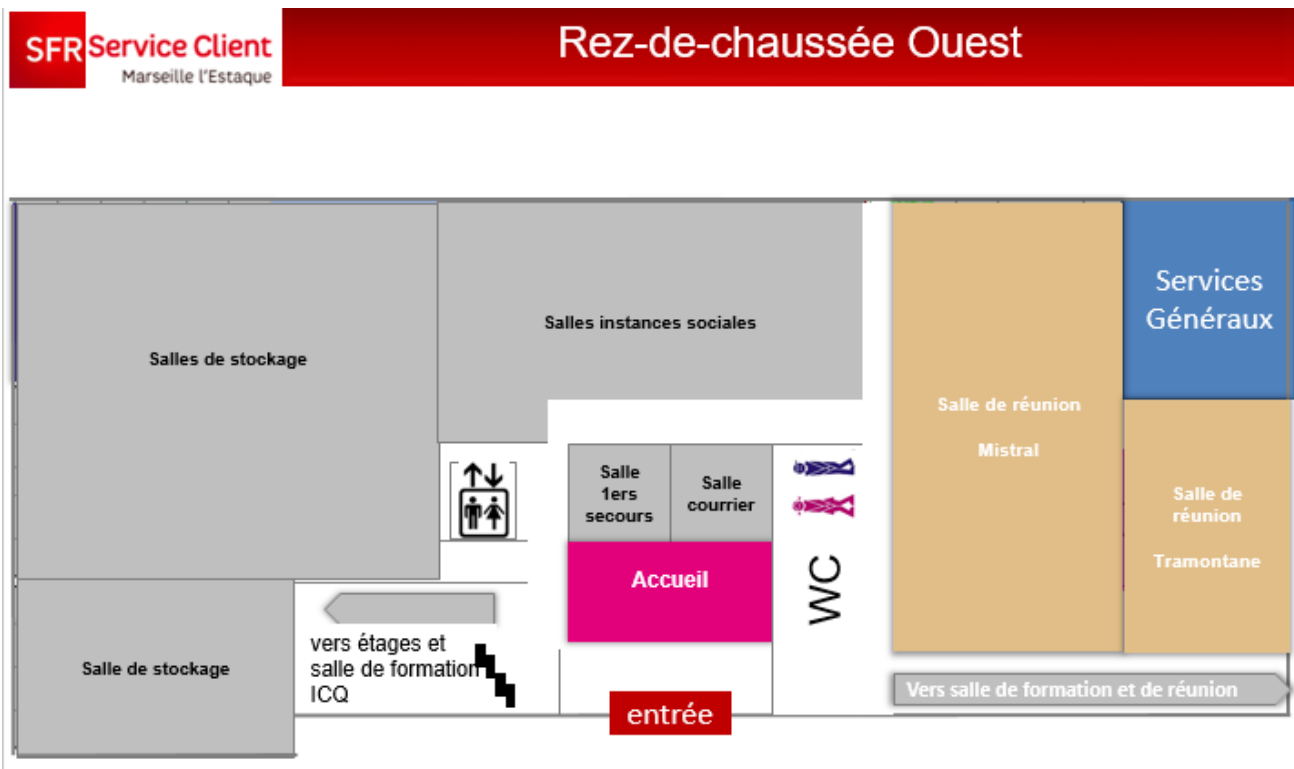 SFR Service Client
Marseille l'Estaque
Rez-de-chaussée Ouest
Salles de stockage
Salles instances sociales
Services
Généraux
Salle de réunion
Mistral
Salle
1ers
secours
Salle
courrier
Salle de
réunion
Tramontane
Accueil
WC
vers étages et
salle de formation
ICQ
Salle de stockage
Vers salle de formation et de réunion
entrée